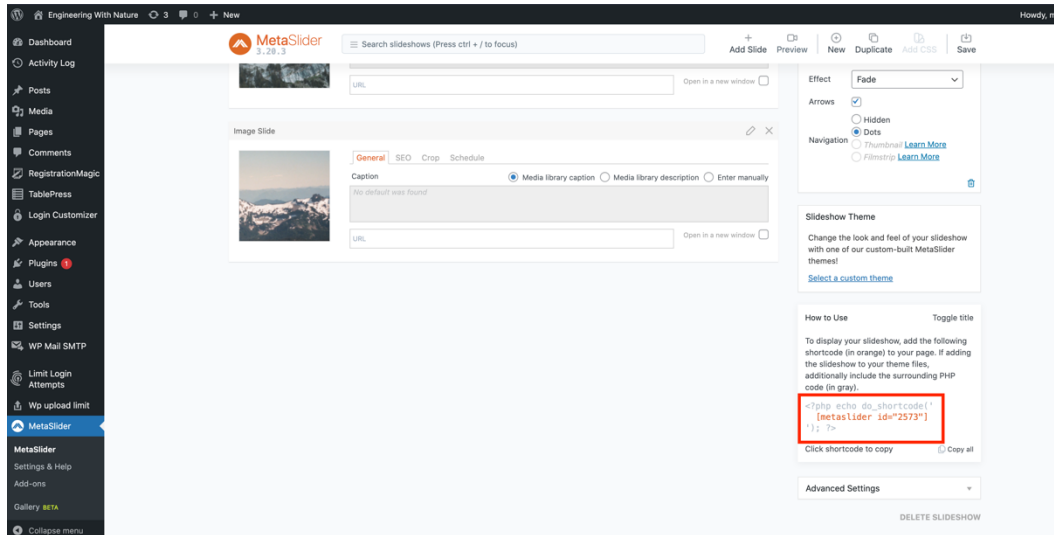 Engineering With Nature 3 0 + New
Howdy, m
Dashboard
Activity Log
Posts
Media
Pages
Comments
RegistrationMagic
TablePress
Login Customizer
Appearance
Plugins 1
Users
Tools
Settings
WP Mail SMTP
Limit Login
Attempts
Wp upload limit
MetaSlider
MetaSlider
Settings & Help
Add-ons
Gallery BETA
Collapse menu
MetaSlider
3.20.3
Search slideshows (Press ctrl + / to focus)
Add Slide
Preview
New
Duplicate
Add CSS
Save
URL
Open in a new window
Image Slide
General SEO Crop Schedule
Caption
Media library caption Media library description Enter manually
No default was found
URL
Open in a new window
Effect
Fade
Arrows
Navigation
Hidden
Dots
Thumbnail Learn More
Filmstrip Learn More
Slideshow Theme
Change the look and feel of your slideshow
with one of our custom-built MetaSlider
themes!
Select a custom theme
How to Use
Toggle title
To display your slideshow, add the following
shortcode (in orange) to your page. If adding
the slideshow to your theme files,
additionally include the surrounding PHP
code (in gray).
<?php echo do_shortcode('
[metaslider id="2573"]
'); ?>
Click shortcode to copy
Copy all
Advanced Settings
DELETE SLIDESHOW